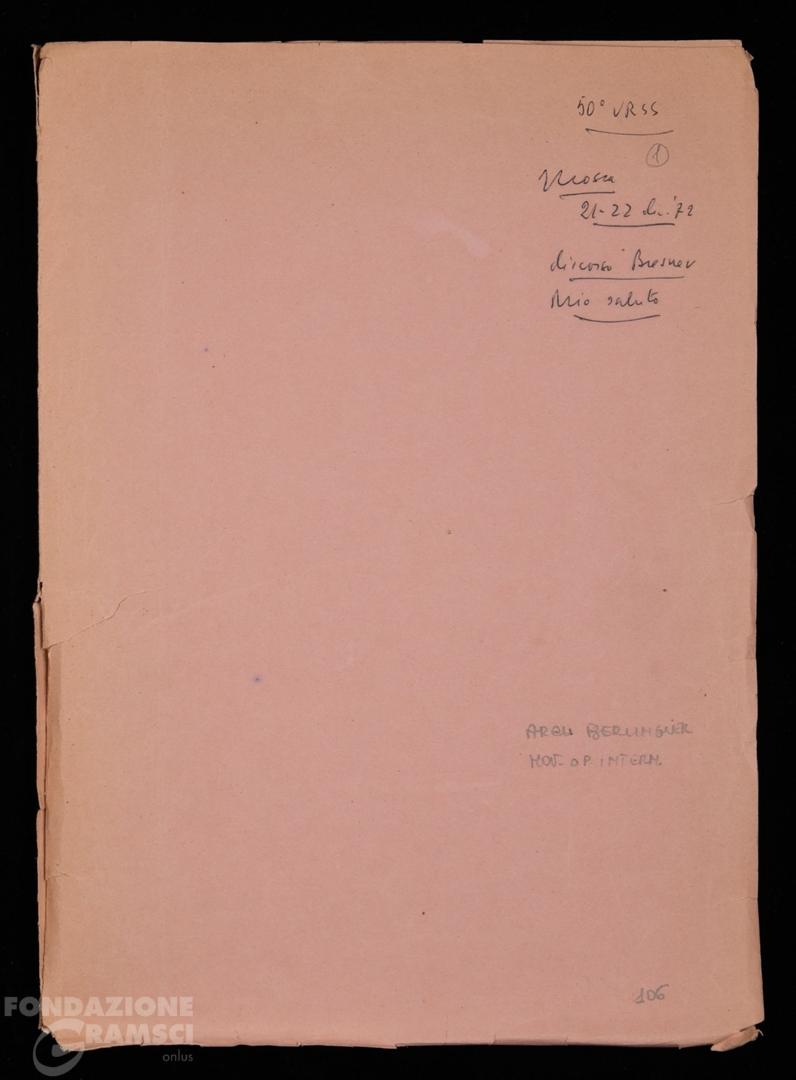 50° URSS
1
Mosca
21-22 dic. '72
discorso Bresnev
Mio saluto
ARCH BERLINGUER
MOV. OP. INTERN.
106
FONDAZIONE
GRAMSCI
onlus